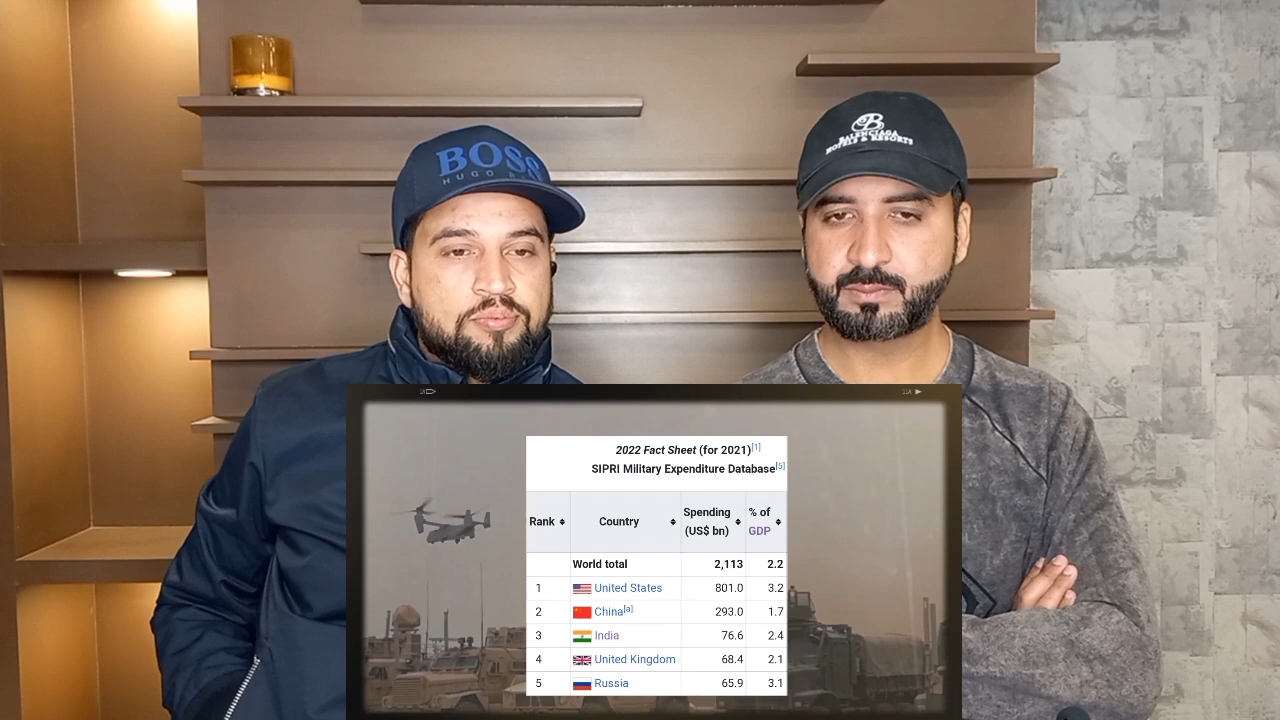 BOSS
HUGO
BALENCIAGA
HOTELS & RESORTS
2022 Fact Sheet (for 2021)[1]
SIPRI Military Expenditure Database[5]
Rank Country Spending (US$ bn) % of GDP
World total 2,113 2.2
1 United States 801.0 3.2
2 China[a] 293.0 1.7
3 India 76.6 2.4
4 United Kingdom 68.4 2.1
5 Russia 65.9 3.1